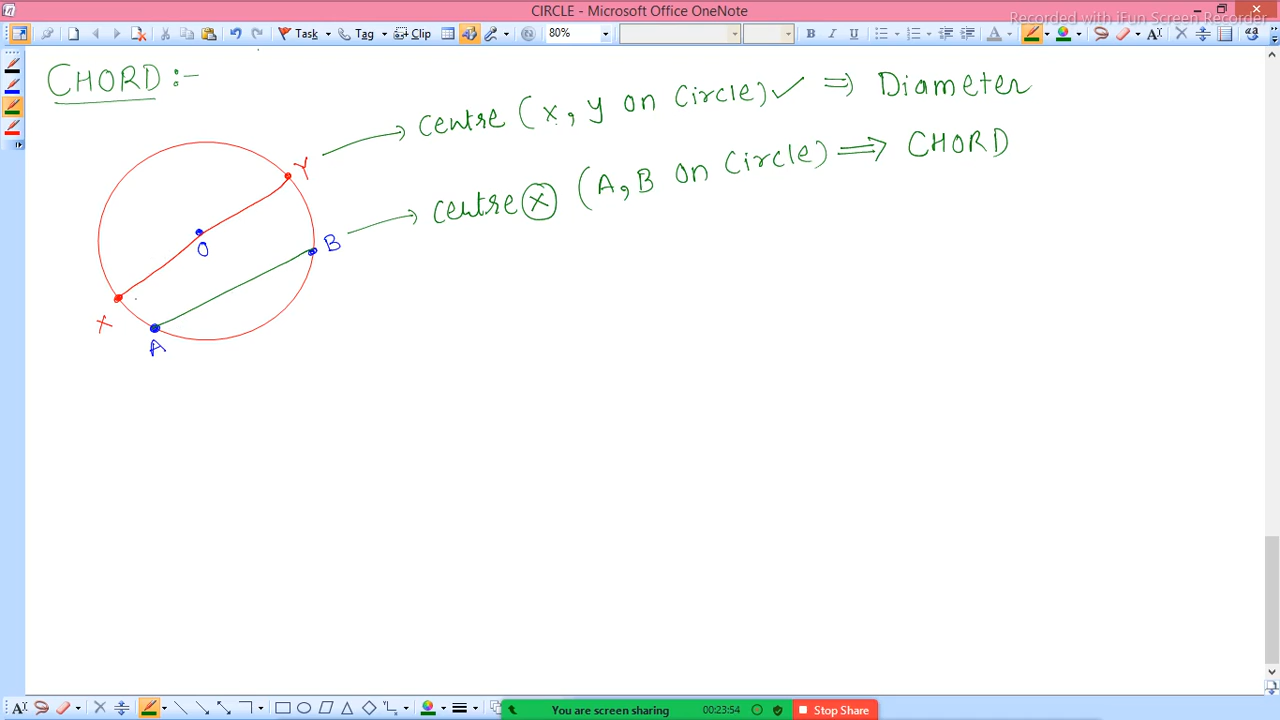 CIRCLE - Microsoft Office OneNote
Recorded with iFun Screen Recorder
Task
Tag
Clip
80%
B I U
CHORD :-
centre (x, y on Circle) ✓ ⇒ Diameter
centre ⓧ (A, B on Circle) ⇒ CHORD
Y
O
B
X
A
You are screen sharing
00:23:54
Stop Share